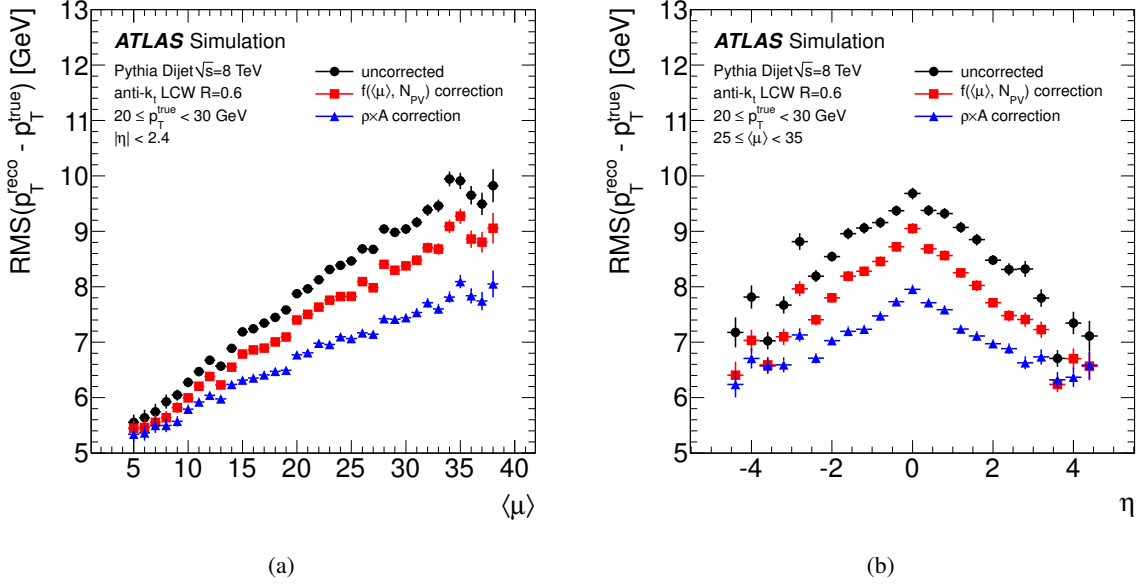 RMS(p_T^reco - p_T^true) [GeV]
13
12
11
10
9
8
7
6
5
ATLAS Simulation
Pythia Dijet √s=8 TeV
anti-k_t LCW R=0.6
20 ≤ p_T^true < 30 GeV
|η| < 2.4
uncorrected
f(⟨μ⟩, N_PV) correction
ρ×A correction
5 10 15 20 25 30 35 40
⟨μ⟩
(a)
RMS(p_T^reco - p_T^true) [GeV]
13
12
11
10
9
8
7
6
5
ATLAS Simulation
Pythia Dijet √s=8 TeV
anti-k_t LCW R=0.6
20 ≤ p_T^true < 30 GeV
25 ≤ ⟨μ⟩ < 35
uncorrected
f(⟨μ⟩, N_PV) correction
ρ×A correction
-4 -2 0 2 4
η
(b)